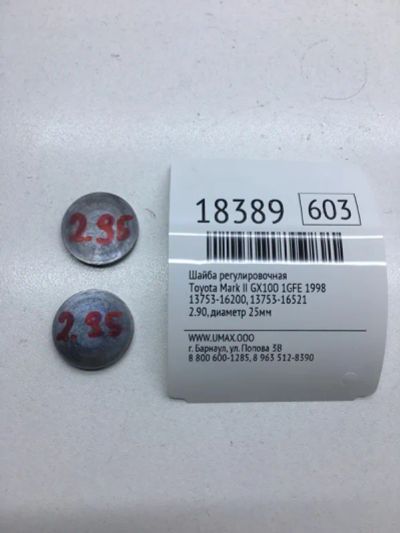 18389 603
Шайба регулировочная
Toyota Mark II GX100 1GFE 1998
13753-16200, 13753-16521
2.90, диаметр 25мм
WWW.UMAX.OOO
г. Барнаул, ул. Попова 3В
8 800 600-1285, 8 963 512-8390
2.95
2.95